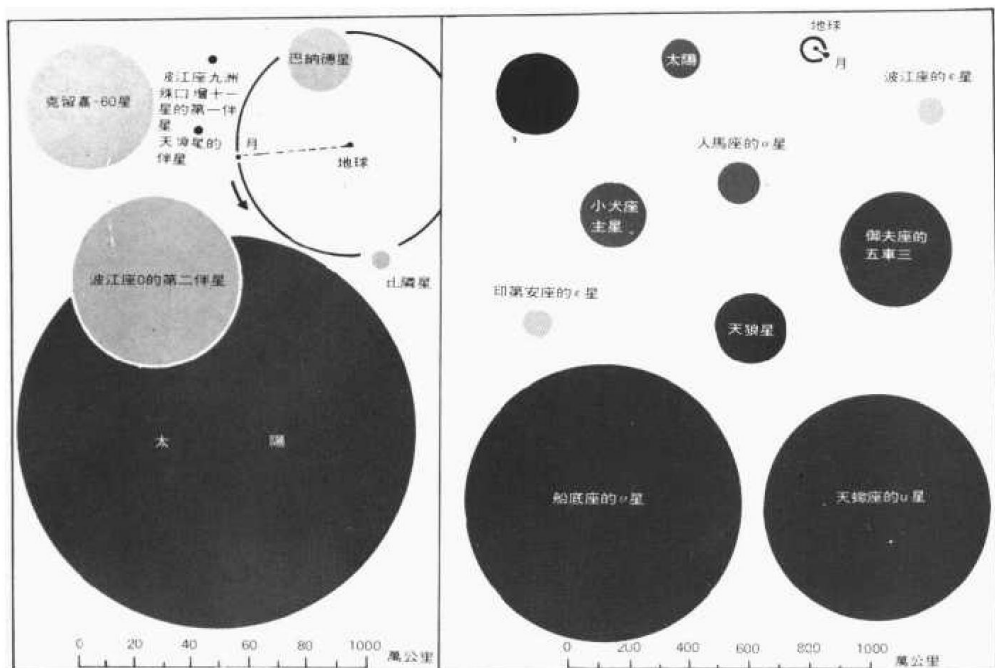 克留嘉-60星
波江座九洲
殊口增十一
星的第一伴
星
天狼星的
伴星
巴納德星
月
地球
比隣星
波江座0的第二伴星
太 陽
0 20 40 60 80 1000
萬公里
太陽
地球
月
波江座的ε星
人馬座的α星
小犬座
主星
御夫座的
五車三
印第安座的ε星
天狼星
船底座的α星
天蠍座的υ星
0 200 400 600 800 1000
萬公里